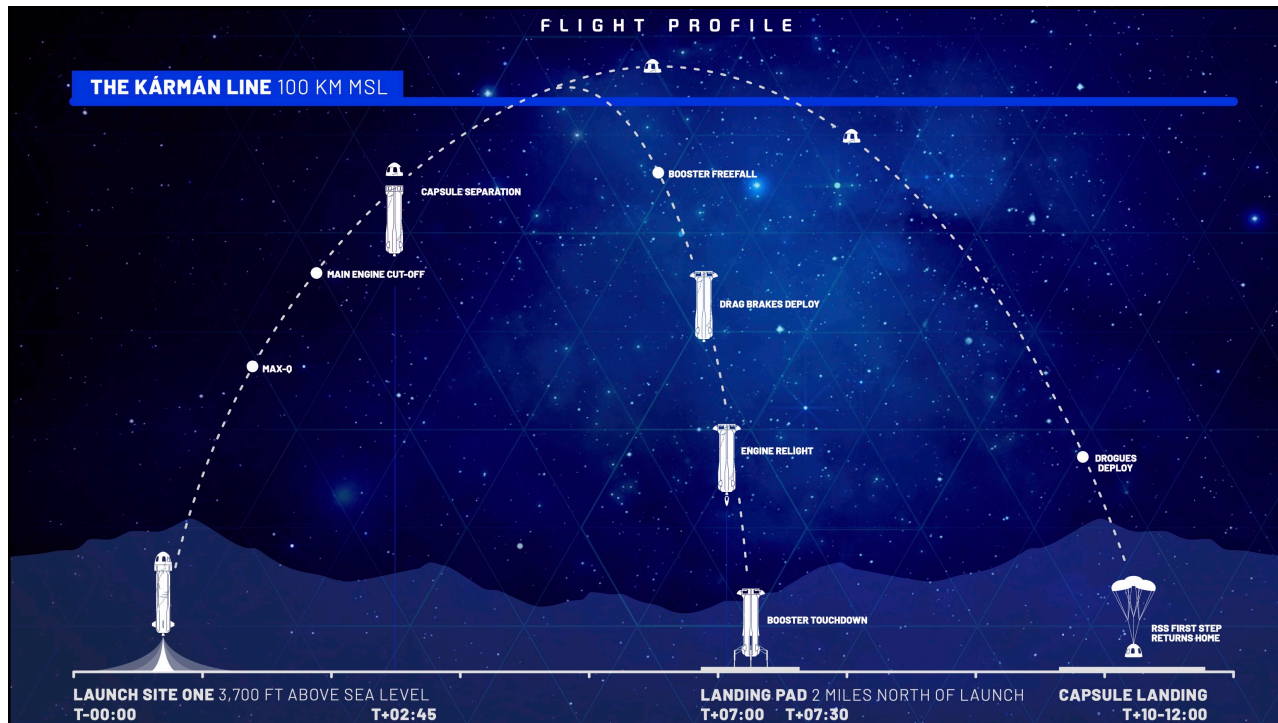 FLIGHT PROFILE
THE KÁRMÁN LINE 100 KM MSL
BOOSTER FREEFALL
CAPSULE SEPARATION
MAIN ENGINE CUT-OFF
DRAG BRAKES DEPLOY
MAX-Q
ENGINE RELIGHT
DROGUES
DEPLOY
BOOSTER TOUCHDOWN
RSS FIRST STEP
RETURNS HOME
LAUNCH SITE ONE 3,700 FT ABOVE SEA LEVEL
LANDING PAD 2 MILES NORTH OF LAUNCH
CAPSULE LANDING
T-00:00
T+02:45
T+07:00
T+07:30
T+10-12:00